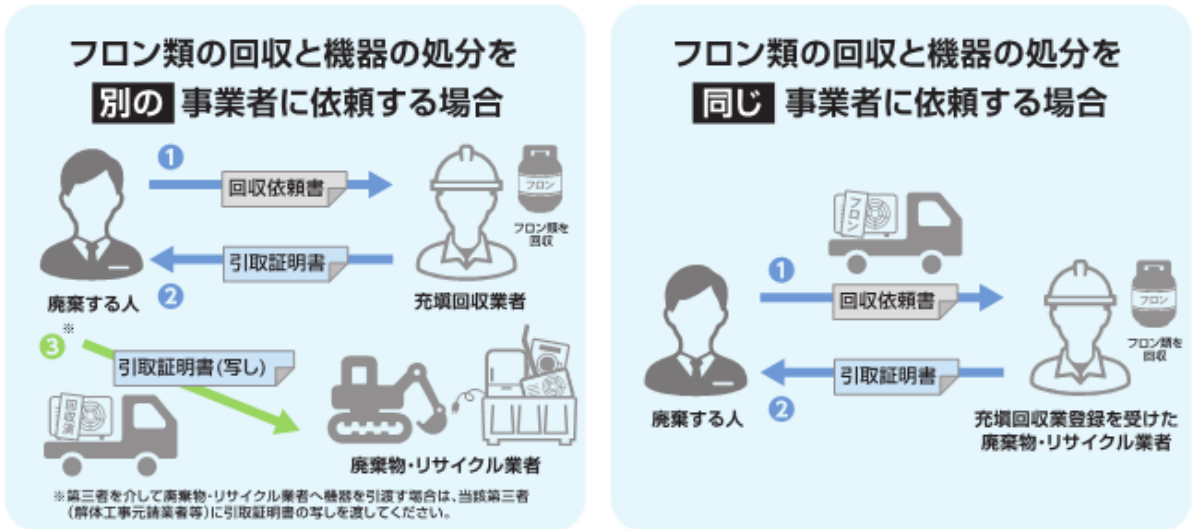 フロン類の回収と機器の処分を
別の 事業者に依頼する場合
1
回収依頼書
フロン
フロン類を
回収
引取証明書
2
廃棄する人
充塡回収業者
※
3
引取証明書(写し)
回収済
廃棄物・リサイクル業者
※第三者を介して廃棄物・リサイクル業者へ機器を引渡す場合は、当該第三者
(解体工事元請業者等)に引取証明書の写しを渡してください。
フロン類の回収と機器の処分を
同じ 事業者に依頼する場合
フロン
1
回収依頼書
フロン
フロン類を
回収
引取証明書
2
廃棄する人
充塡回収業登録を受けた
廃棄物・リサイクル業者